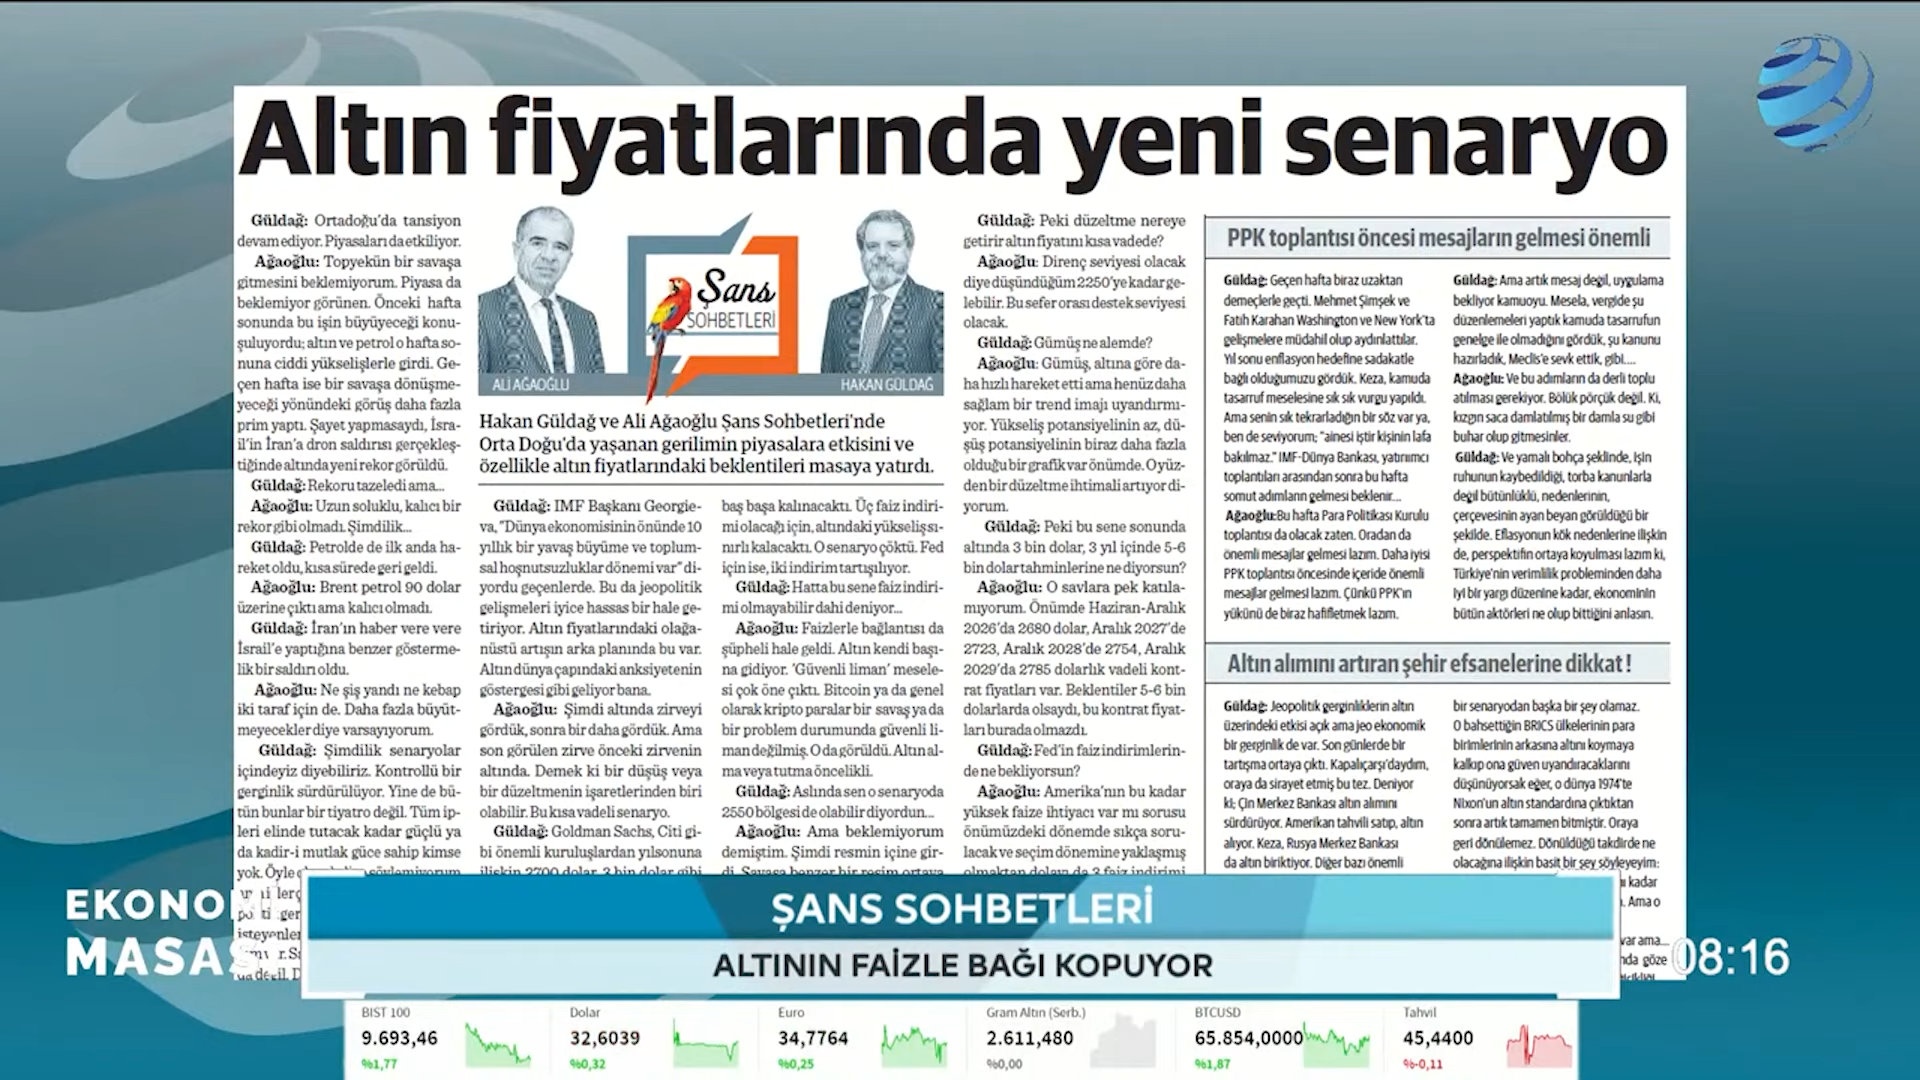 Altın fiyatlarında yeni senaryo
Güldağ: Ortadoğu'da tansiyon
devam ediyor. Piyasaları da etkiliyor.
Ağaoğlu: Topyekün bir savaşa
gitmesini beklemiyorum. Piyasa da
beklemiyor görünen. Önceki hafta
sonunda bu işin büyüyeceği konu-
şuluyordu; altın ve petrol o hafta so-
nuna ciddi yükselişlerle girdi. Ge-
çen hafta ise bir savaşa dönüşme-
yeceği yönündeki görüş daha fazla
prim yaptı. Şayet yapmasaydı, İsra-
il'in İran'a dron saldırısı gerçekleş-
tiğinde altında yeni rekor görüldü.
Güldağ: Rekoru tazeledi ama...
Ağaoğlu: Uzun soluklu, kalıcı bir
rekor gibi olmadı. Şimdilik...
Güldağ: Petrolde de ilk anda ha-
reket oldu, kısa sürede geri geldi.
Ağaoğlu: Brent petrol 90 dolar
üzerine çıktı ama kalıcı olmadı.
Güldağ: İran'ın haber vere vere
İsrail'e yaptığına benzer gösterme-
lik bir saldırı oldu.
Ağaoğlu: Ne şiş yandı ne kebap
iki taraf için de. Daha fazla büyüt-
meyecekler diye varsayıyorum.
Güldağ: Şimdilik senaryolar
içindeyiz diyebiliriz. Kontrollü bir
gerginlik sürdürülüyor. Yine de bü-
tün bunlar bir tiyatro değil. Tüm ip-
leri elinde tutacak kadar güçlü ya
da kadir-i mutlak güce sahip kimse
yok. Öyle
isteyenler
ALİ AĞAOĞLU
Şans
SOHBETLERİ
HAKAN GÜLDAĞ
Hakan Güldağ ve Ali Ağaoğlu Şans Sohbetleri'nde
Orta Doğu'da yaşanan gerilimin piyasalara etkisini ve
özellikle altın fiyatlarındaki beklentileri masaya yatırdı.
Güldağ: IMF Başkanı Georgie-
va, "Dünya ekonomisinin önünde 10
yıllık bir yavaş büyüme ve toplum-
sal hoşnutsuzluklar dönemi var" di-
yordu geçenlerde. Bu da jeopolitik
gelişmeleri iyice hassas bir hale ge-
tiriyor. Altın fiyatlarındaki olağa-
nüstü artışın arka planında bu var.
Altın dünya çapındaki anksiyetenin
göstergesi gibi geliyor bana.
Ağaoğlu: Şimdi altında zirveyi
gördük, sonra bir daha gördük. Ama
son görülen zirve önceki zirvenin
altında. Demek ki bir düşüş veya
bir düzeltmenin işaretlerinden biri
olabilir. Bu kısa vadeli senaryo.
Güldağ: Goldman Sachs, Citi gi-
bi önemli kuruluşlardan yılsonuna
ilişkin 2700 dolar, 3 bin dolar gibi
baş başa kalınacaktı. Üç faiz indiri-
mi olacağı için, altındaki yükseliş sı-
nırlı kalacaktı. O senaryo çöktü. Fed
için ise, iki indirim tartışılıyor.
Güldağ: Hatta bu sene faiz indiri-
mi olmayabilir dahi deniyor...
Ağaoğlu: Faizlerle bağlantısı da
şüpheli hale geldi. Altın kendi başı-
na gidiyor. 'Güvenli liman' mesele-
si çok öne çıktı. Bitcoin ya da genel
olarak kripto paralar bir savaş ya da
bir problem durumunda güvenli li-
man değilmiş. O da görüldü. Altın al-
ma veya tutma öncelikli.
Güldağ: Aslında sen o senaryoda
2550 bölgesi de olabilir diyordun...
Ağaoğlu: Ama beklemiyorum
demiştim. Şimdi resmin içine gir-
di. Savaşa benzer bir resim ortaya
Güldağ: Peki düzeltme nereye
getirir altın fiyatını kısa vadede?
Ağaoğlu: Direnç seviyesi olacak
diye düşündüğüm 2250'ye kadar ge-
lebilir. Bu sefer orası destek seviyesi
olacak.
Güldağ: Gümüş ne alemde?
Ağaoğlu: Gümüş, altına göre da-
ha hızlı hareket etti ama henüz daha
sağlam bir trend imajı uyandırmı-
yor. Yükseliş potansiyelinin az, dü-
şüş potansiyelinin biraz daha fazla
olduğu bir grafik var önümde. O yüz-
den bir düzeltme ihtimali artıyor di-
yorum.
Güldağ: Peki bu sene sonunda
altında 3 bin dolar, 3 yıl içinde 5-6
bin dolar tahminlerine ne diyorsun?
Ağaoğlu: O savlara pek katıla-
mıyorum. Önümde Haziran-Aralık
2026'da 2680 dolar, Aralık 2027'de
2723, Aralık 2028'de 2754, Aralık
2029'da 2785 dolarlık vadeli kont-
rat fiyatları var. Beklentiler 5-6 bin
dolarlarda olsaydı, bu kontrat fiyat-
ları burada olmazdı.
Güldağ: Fed'in faiz indirimlerin-
de ne bekliyorsun?
Ağaoğlu: Amerika'nın bu kadar
yüksek faize ihtiyacı var mı sorusu
önümüzdeki dönemde sıkça soru-
lacak ve seçim dönemine yaklaşmış
olmaktan dolayı da 3 faiz indirimi
PPK toplantısı öncesi mesajların gelmesi önemli
Güldağ: Geçen hafta biraz uzaktan
demeçlerle geçti. Mehmet Şimşek ve
Fatih Karahan Washington ve New York'ta
gelişmelere müdahil olup aydınlattılar.
Yıl sonu enflasyon hedefine sadakatle
bağlı olduğumuzu gördük. Keza, kamuda
tasarruf meselesine sık sık vurgu yapıldı.
Ama senin sık tekrarladığın bir söz var ya,
ben de seviyorum; "ainesi iştir kişinin lafa
bakılmaz." IMF-Dünya Bankası, yatırımcı
toplantıları arasından sonra bu hafta
somut adımların gelmesi beklenir...
Ağaoğlu:Bu hafta Para Politikası Kurulu
toplantısı da olacak zaten. Oradan da
önemli mesajlar gelmesi lazım. Daha iyisi
PPK toplantısı öncesinde içeride önemli
mesajlar gelmesi lazım. Çünkü PPK'ın
yükünü de biraz hafifletmek lazım.
Güldağ: Ama artık mesaj değil, uygulama
bekliyor kamuoyu. Mesela, vergide şu
düzenlemeleri yaptık kamuda tasarrufun
genelge ile olmadığını gördük, şu kanunu
hazırladık, Meclis'e sevk ettik, gibi....
Ağaoğlu: Ve bu adımların da derli toplu
atılması gerekiyor. Bölük pörçük değil. Ki,
kızgın saca damlatılmış bir damla su gibi
buhar olup gitmesinler.
Güldağ: Ve yamalı bohça şeklinde, işin
ruhunun kaybedildiği, torba kanunlarla
değil bütünlüklü, nedenlerinin,
çerçevesinin ayan beyan görüldüğü bir
şekilde. Eflasyonun kök nedenlerine ilişkin
de, perspektifin ortaya koyulması lazım ki,
Türkiye'nin verimlilik probleminden daha
iyi bir yargı düzenine kadar, ekonominin
bütün aktörleri ne olup bittiğini anlasın.
Altın alımını artıran şehir efsanelerine dikkat!
Güldağ: Jeopolitik gerginliklerin altın
üzerindeki etkisi açık ama jeo ekonomik
bir gerginlik de var. Son günlerde bir
tartışma ortaya çıktı. Kapalıçarşı'daydım,
oraya da sirayet etmiş bu tez. Deniyor
ki; Çin Merkez Bankası altın alımını
sürdürüyor. Amerikan tahvili satıp, altın
alıyor. Keza, Rusya Merkez Bankası
da altın biriktiyor. Diğer bazı önemli
bir senaryodan başka bir şey olamaz.
O bahsettiğin BRICS ülkelerinin para
birimlerinin arkasına altını koymaya
kalkıp ona güven uyandıracaklarını
düşünüyorsak eğer, o dünya 1974'te
Nixon'un altın standardına çıktıktan
sonra artık tamamen bitmiştir. Oraya
geri dönülemez. Dönüldüğü takdirde ne
olacağına ilişkin basit bir şey söyleyeyim:
kadar
Ama o
var ama...
nda göze
EKONOMİ
MASASI
ŞANS SOHBETLERİ
ALTININ FAİZLE BAĞI KOPUYOR
08:16
BIST 100
9.693,46
%1,77
Dolar
32,6039
%0,32
Euro
34,7764
%0,25
Gram Altın (Serb.)
2.611,480
%0,00
BTCUSD
65.854,0000
%1,87
Tahvil
45,4400
%-0,11